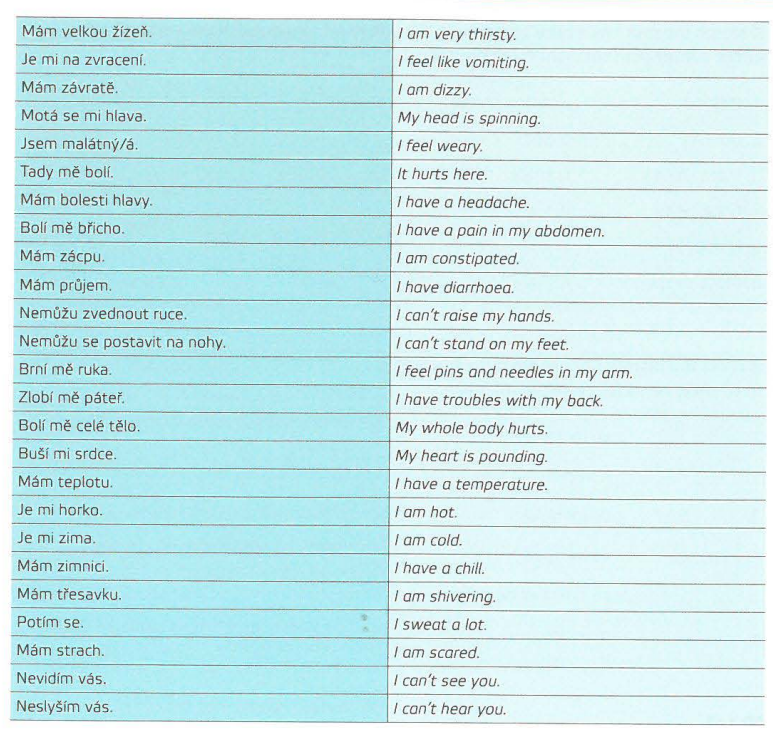 Mám velkou žízeň. I am very thirsty.
Je mi na zvracení. I feel like vomiting.
Mám závratě. I am dizzy.
Motá se mi hlava. My head is spinning.
Jsem malátný/á. I feel weary.
Tady mě bolí. It hurts here.
Mám bolesti hlavy. I have a headache.
Bolí mě břicho. I have a pain in my abdomen.
Mám zácpu. I am constipated.
Mám průjem. I have diarrhoea.
Nemůžu zvednout ruce. I can't raise my hands.
Nemůžu se postavit na nohy. I can't stand on my feet.
Brní mě ruka. I feel pins and needles in my arm.
Zlobí mě páteř. I have troubles with my back.
Bolí mě celé tělo. My whole body hurts.
Buší mi srdce. My heart is pounding.
Mám teplotu. I have a temperature.
Je mi horko. I am hot.
Je mi zima. I am cold.
Mám zimnici. I have a chill.
Mám třesavku. I am shivering.
Potím se. I sweat a lot.
Mám strach. I am scared.
Nevidím vás. I can't see you.
Neslyším vás. I can't hear you.